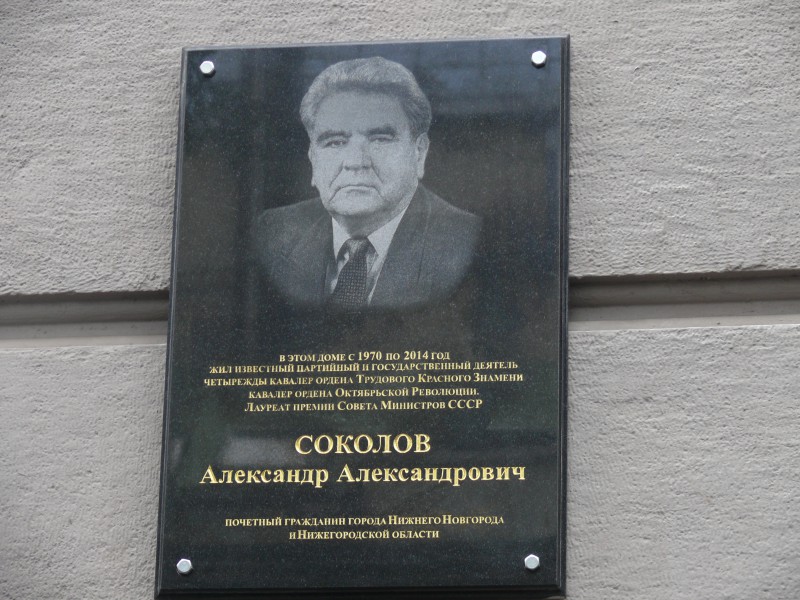 В ЭТОМ ДОМЕ С 1970 ПО 2014 ГОД
ЖИЛ ИЗВЕСТНЫЙ ПАРТИЙНЫЙ И ГОСУДАРСТВЕННЫЙ ДЕЯТЕЛЬ
ЧЕТЫРЕЖДЫ КАВАЛЕР ОРДЕНА ТРУДОВОГО КРАСНОГО ЗНАМЕНИ
КАВАЛЕР ОРДЕНА ОКТЯБРЬСКОЙ РЕВОЛЮЦИИ.
ЛАУРЕАТ ПРЕМИИ СОВЕТА МИНИСТРОВ СССР
СОКОЛОВ
Александр Александрович
ПОЧЕТНЫЙ ГРАЖДАНИН ГОРОДА НИЖНЕГО НОВГОРОДА
И НИЖЕГОРОДСКОЙ ОБЛАСТИ